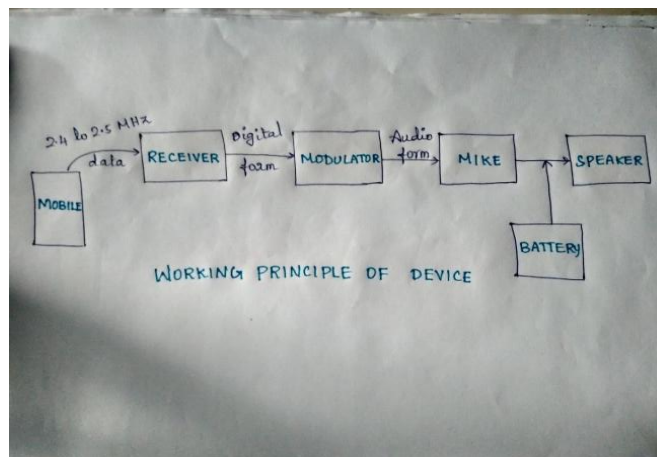 2.4 to 2.5 MHz
data
MOBILE
RECEIVER
Digital
form
MODULATOR
Audio
form
MIKE
SPEAKER
BATTERY
WORKING PRINCIPLE OF DEVICE